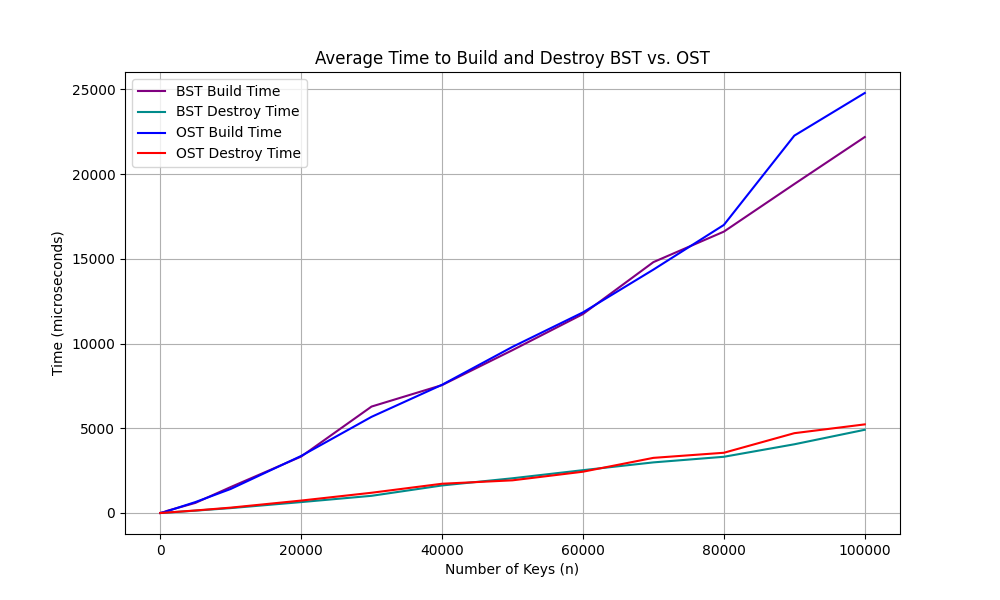 Average Time to Build and Destroy BST vs. OST
BST Build Time
BST Destroy Time
OST Build Time
OST Destroy Time
25000
20000
15000
10000
5000
0
Time (microseconds)
0 20000 40000 60000 80000 100000
Number of Keys (n)